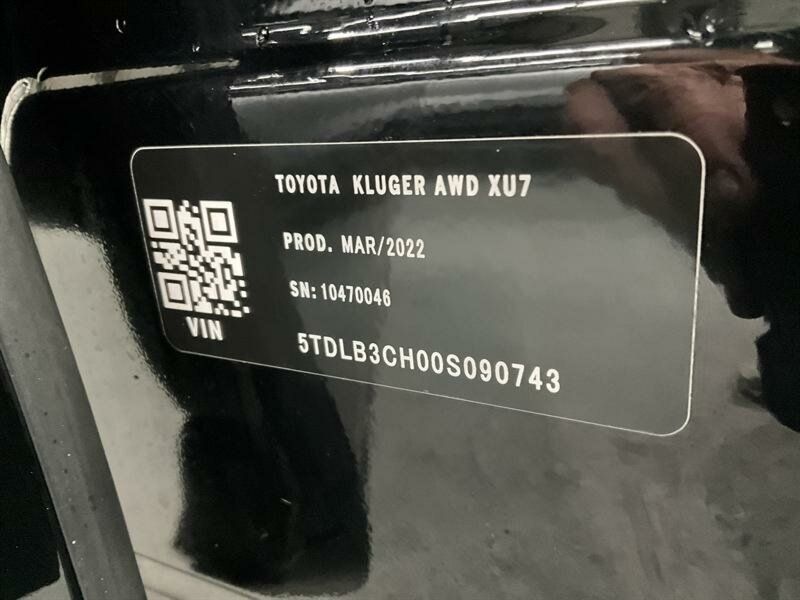 TOYOTA KLUGER AWD XU7
PROD. MAR/2022
SN: 10470046
VIN
5TDLB3CH00S090743